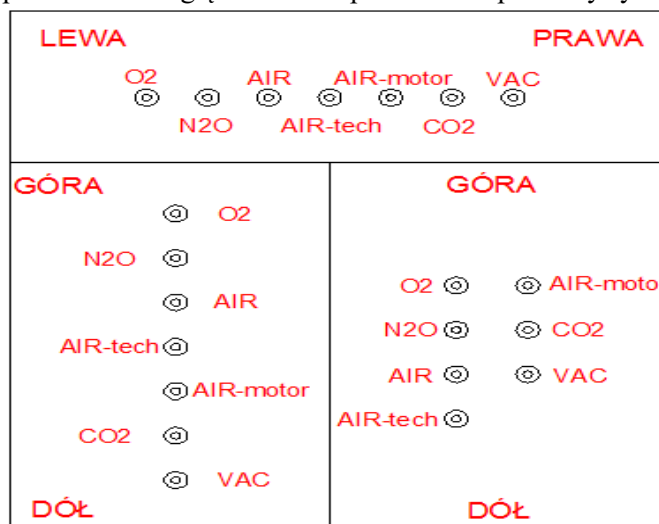 LEWA PRAWA
O2 AIR AIR-motor VAC
N2O AIR-tech CO2
GÓRA
O2
N2O
AIR
AIR-tech
AIR-motor
CO2
VAC
DÓŁ
GÓRA
O2 AIR-moto
N2O CO2
AIR VAC
AIR-tech
DÓŁ